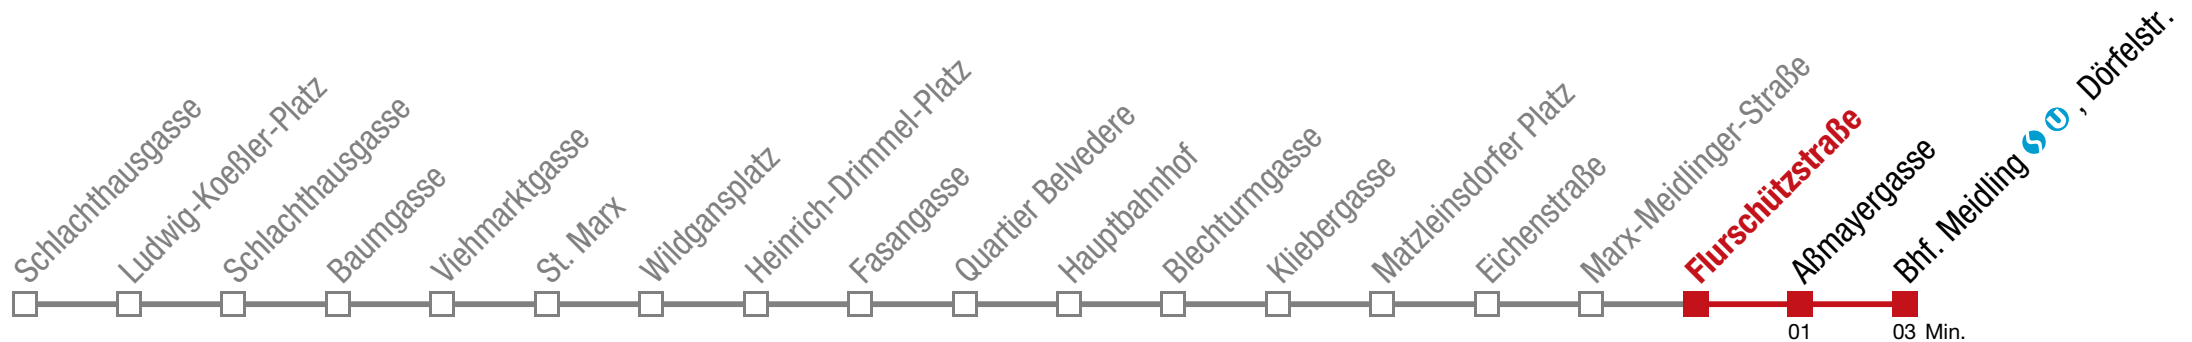 Schlachthausgasse
Ludwig-Koeßler-Platz
Schlachthausgasse
Baumgasse
Viehmarktgasse
St. Marx
Wildgansplatz
Heinrich-Drimmel-Platz
Fasangasse
Quartier Belvedere
Hauptbahnhof
Blechturmgasse
Kliebergasse
Matzleinsdorfer Platz
Eichenstraße
Marx-Meidlinger-Straße
Flurschützstraße
Aßmayergasse
Bhf. Meidling S U , Dörfelstr.
01
03 Min.